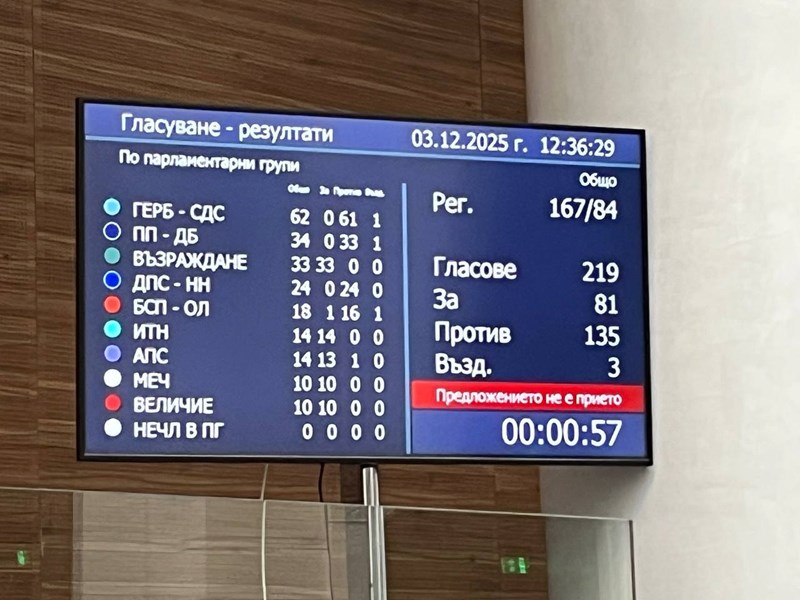 Гласуване - резултати 03.12.2025 г. 12:36:29
По парламентарни групи
Общо За Против Възд.
ГЕРБ - СДС 62 0 61 1
ПП - ДБ 34 0 33 1
ВЪЗРАЖДАНЕ 33 33 0 0
ДПС - НН 24 0 24 0
БСП - ОЛ 18 1 16 1
ИТН 14 14 0 0
АПС 14 13 1 0
МЕЧ 10 10 0 0
ВЕЛИЧИЕ 10 10 0 0
НЕЧЛ В ПГ 0 0 0 0
Общо
Рег. 167/84
Гласове 219
За 81
Против 135
Възд. 3
Предложението не е прието
00:00:57